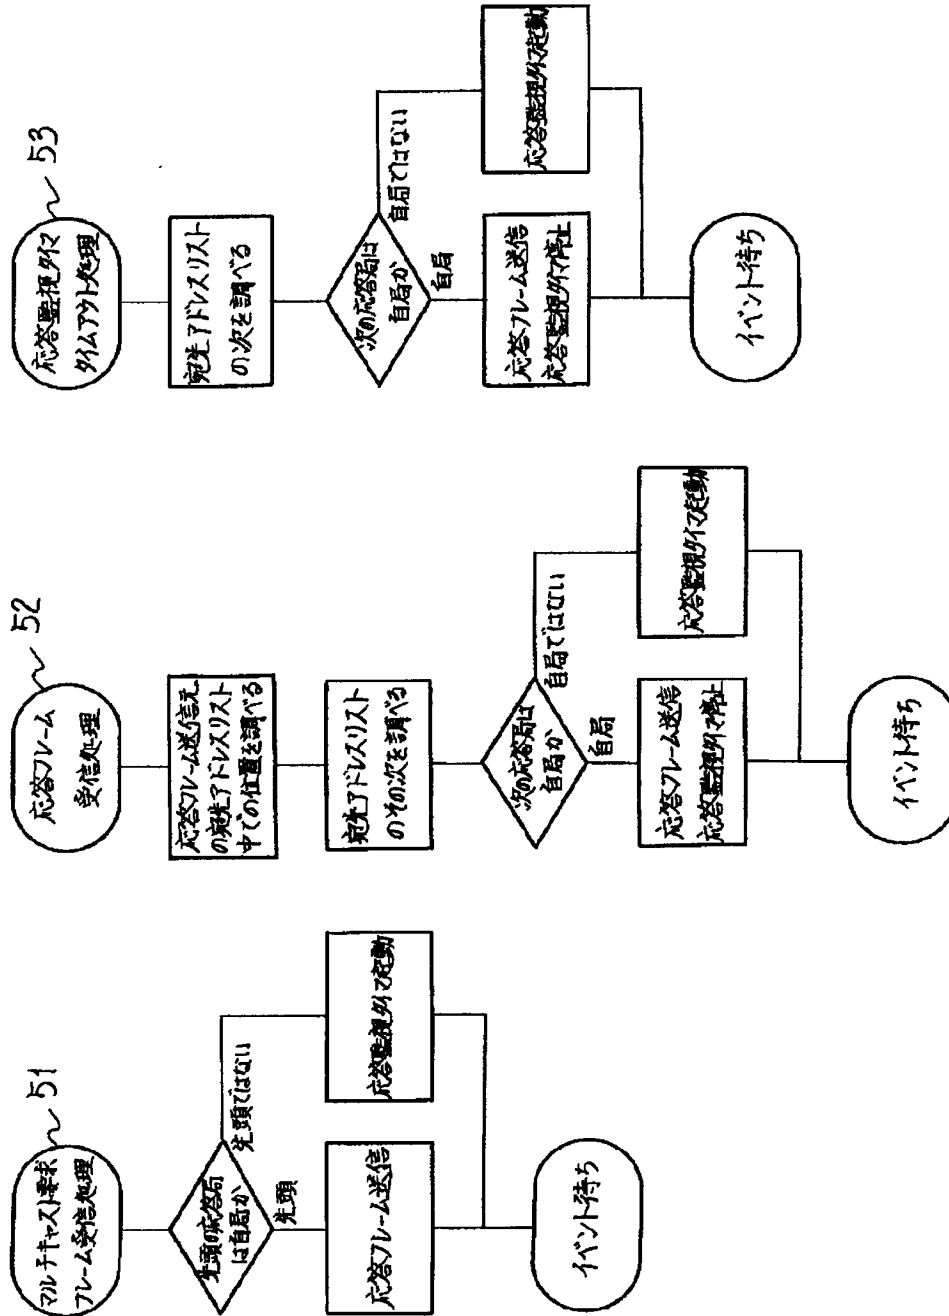 マルチキャスト要求
フレーム受信処理
51
先頭の応答局
は自局か
先頭ではない
先頭
応答フレーム送信
応答監視タイマ起動
イベント待ち
応答フレーム
受信処理
52
応答フレーム送信元
の宛先アドレスリスト
中での位置を調べる
宛先アドレスリスト
のその次を調べる
次の応答局は
自局か
自局ではない
自局
応答フレーム送信
応答監視タイマ停止
応答監視タイマ起動
イベント待ち
応答監視タイマ
タイムアウト処理
53
宛先アドレスリスト
の次を調べる
次の応答局は
自局か
自局ではない
自局
応答フレーム送信
応答監視タイマ停止
応答監視タイマ起動
イベント待ち